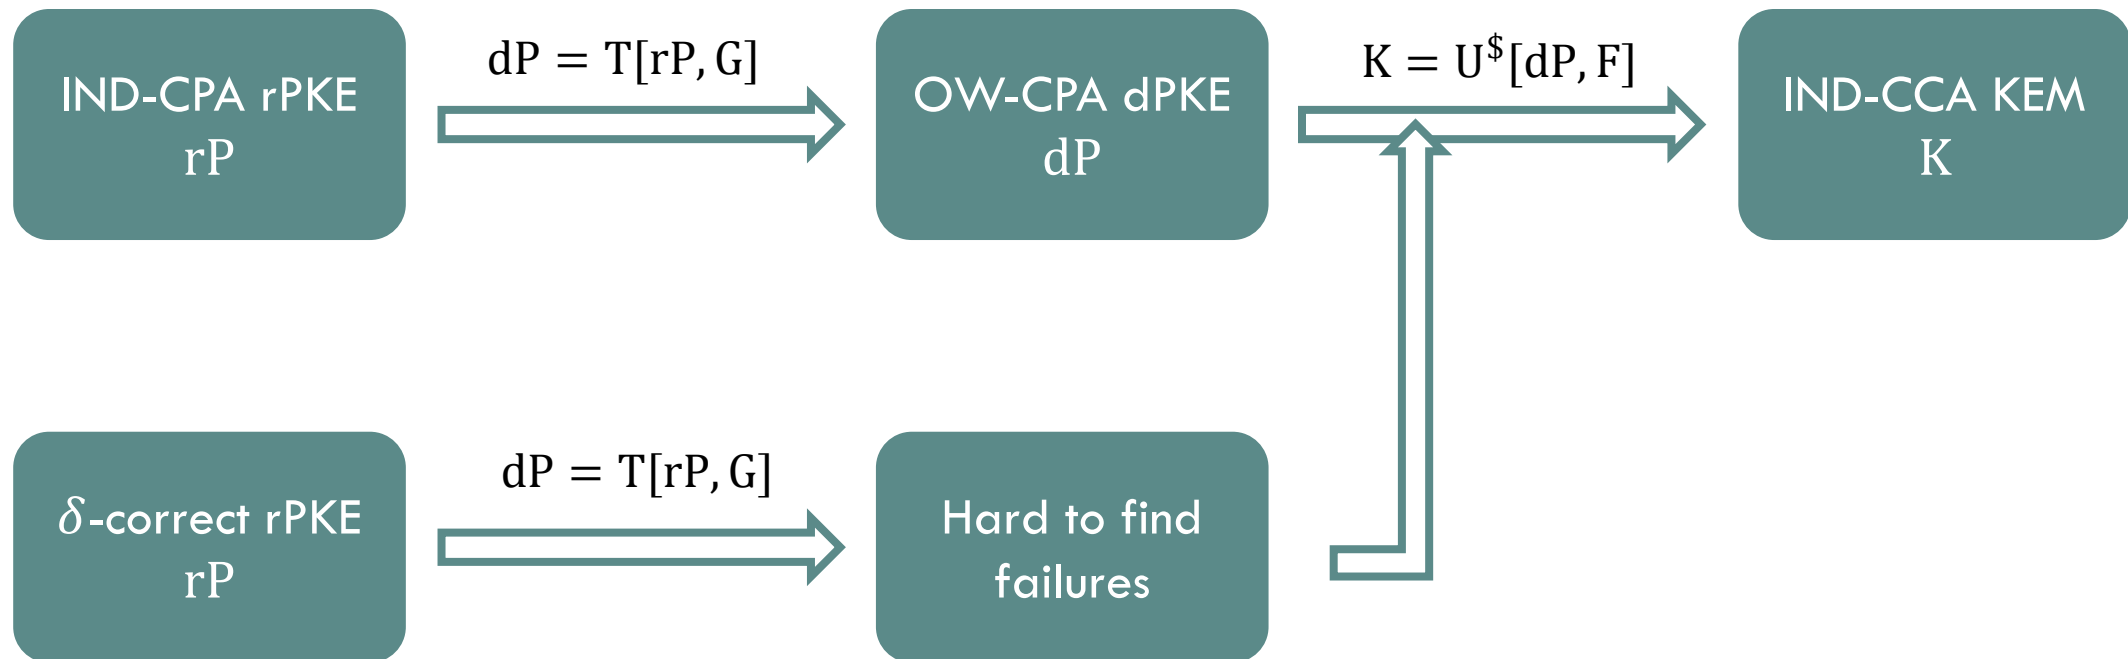 IND-CPA rPKE
rP
dP = T[rP, G]
OW-CPA dPKE
dP
K = U$[dP, F]
IND-CCA KEM
K
δ-correct rPKE
rP
dP = T[rP, G]
Hard to find
failures